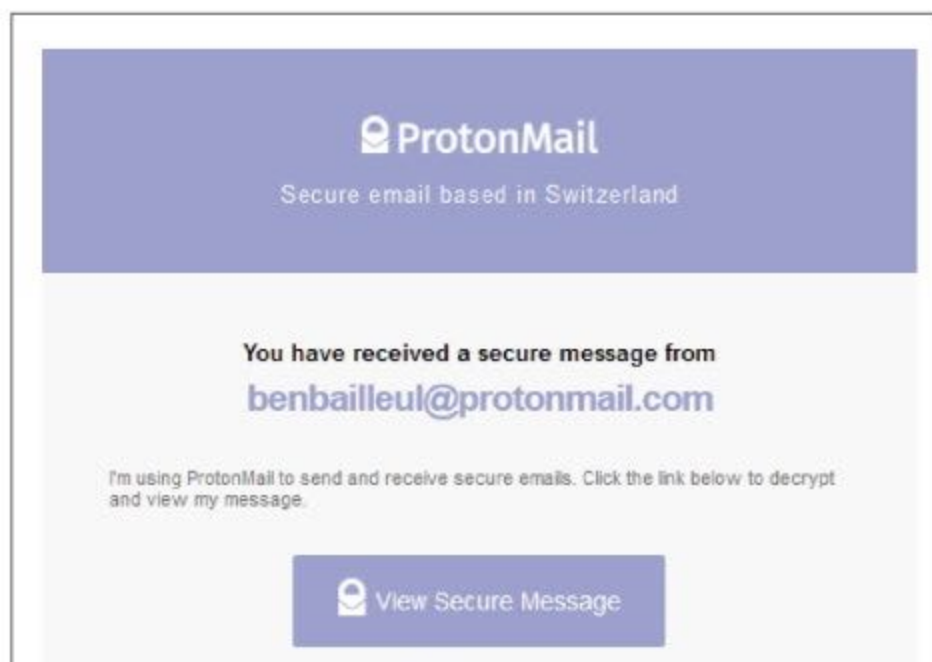 ProtonMail
Secure email based in Switzerland
You have received a secure message from
benbailleul@protonmail.com
I'm using ProtonMail to send and receive secure emails. Click the link below to decrypt
and view my message.
View Secure Message